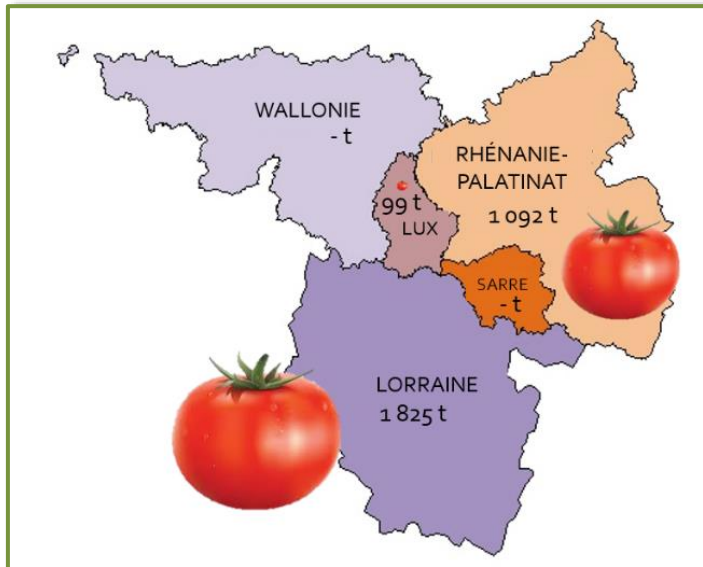 WALLONIE
- t
RHÉNANIE-
PALATINAT
1 092 t
99 t
LUX
SARRE
- t
LORRAINE
1 825 t